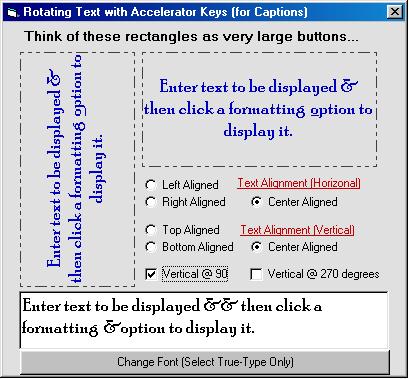 Rotating Text with Accelerator Keys (for Captions)
Think of these rectangles as very large buttons...
Enter text to be displayed &
then click a formatting option to
display it.
Enter text to be displayed &
then click a formatting option to
display it.
Left Aligned
Text Alignment (Horizonal)
Right Aligned
Center Aligned
Top Aligned
Text Alignment (Vertical)
Bottom Aligned
Center Aligned
Vertical @ 90
Vertical @ 270 degrees
Enter text to be displayed && then click a
formatting &option to display it.
Change Font (Select True-Type Only)